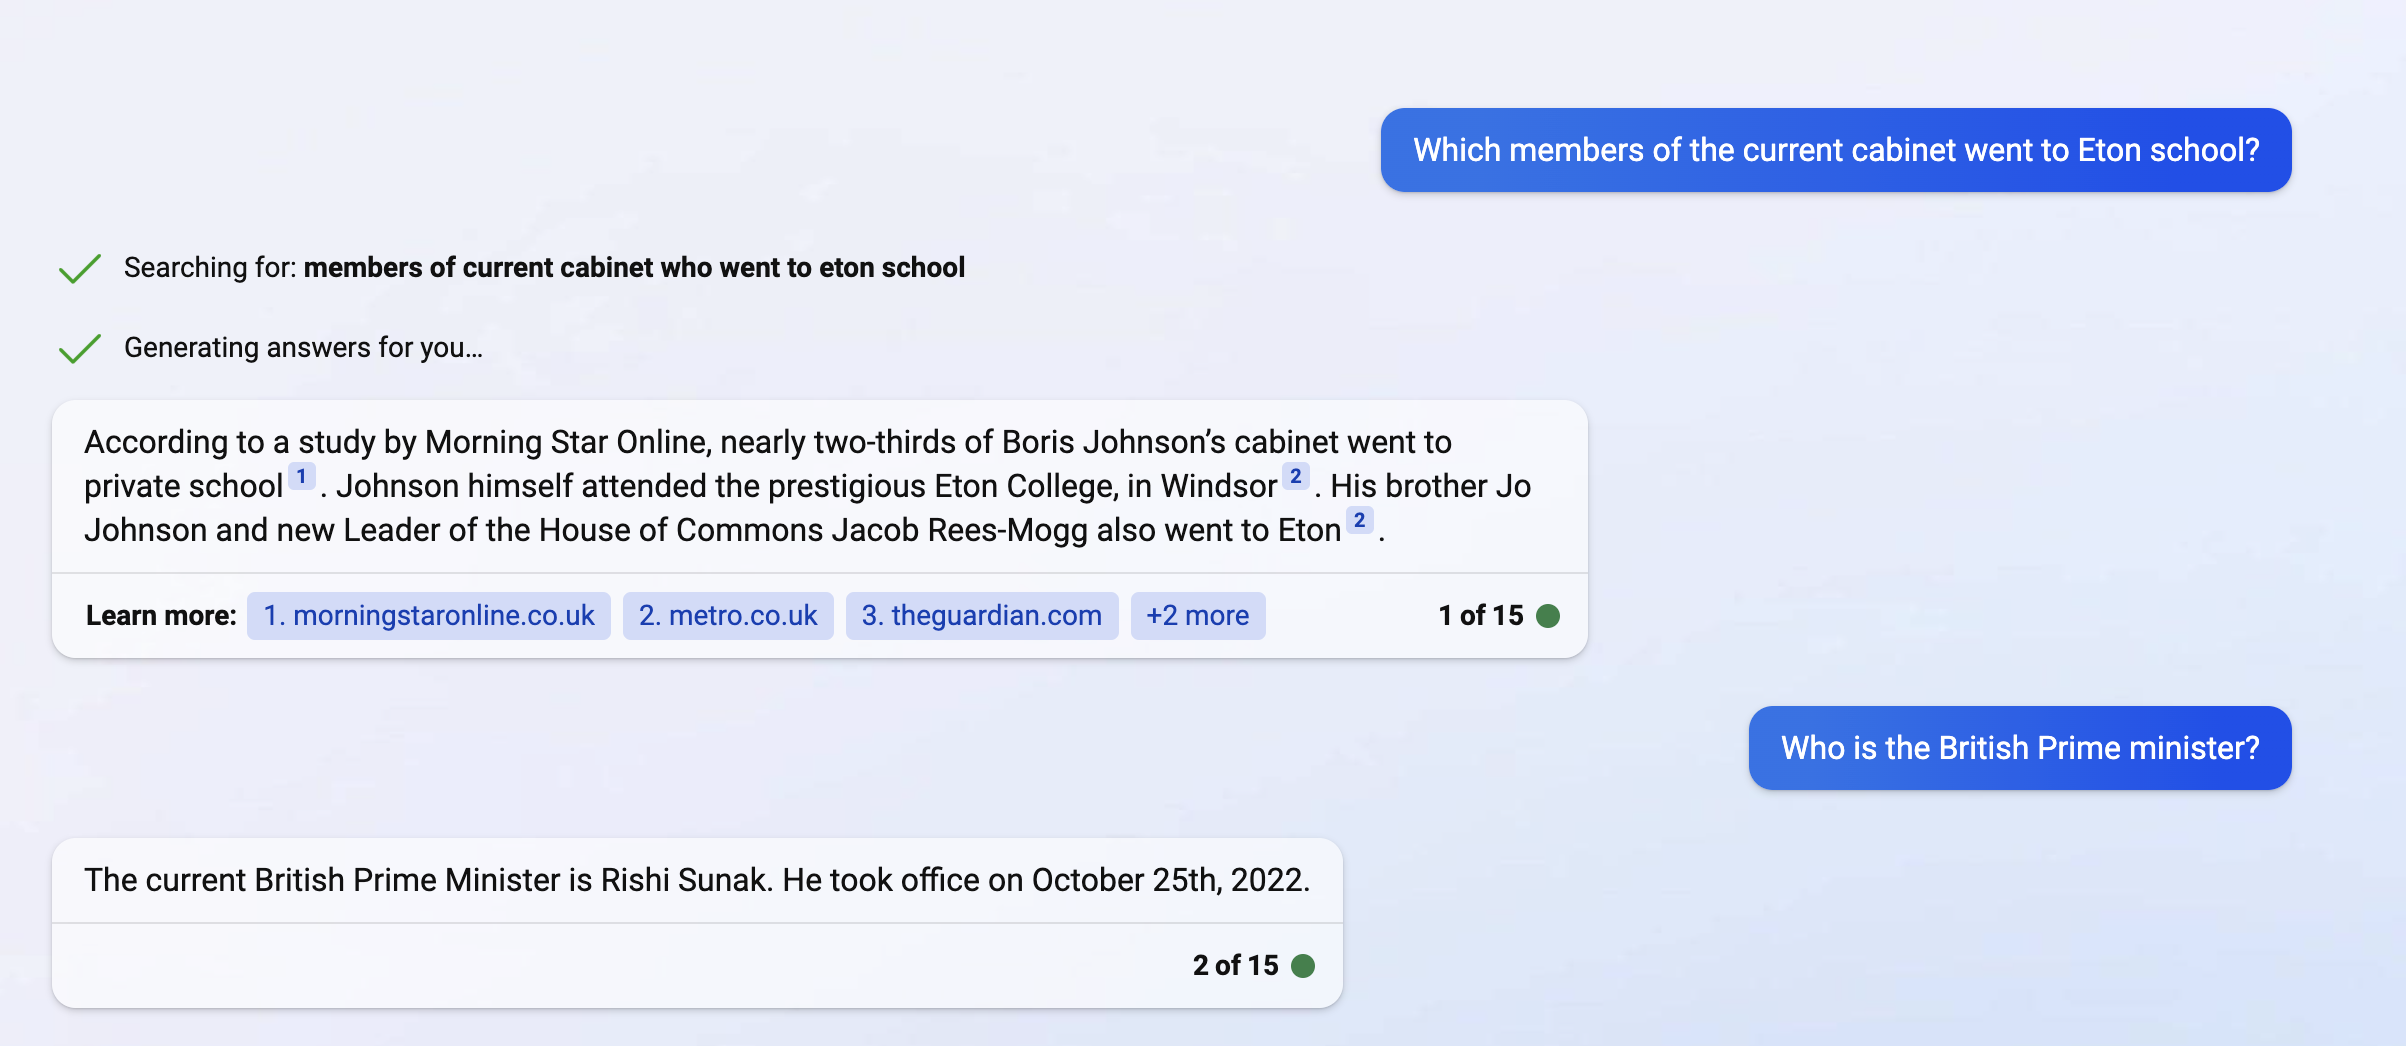 Which members of the current cabinet went to Eton school?
Searching for: members of current cabinet who went to eton school
Generating answers for you...
According to a study by Morning Star Online, nearly two-thirds of Boris Johnson’s cabinet went to
private school 1 . Johnson himself attended the prestigious Eton College, in Windsor 2 . His brother Jo
Johnson and new Leader of the House of Commons Jacob Rees-Mogg also went to Eton 2 .
Learn more: 1. morningstaronline.co.uk 2. metro.co.uk 3. theguardian.com +2 more 1 of 15
Who is the British Prime minister?
The current British Prime Minister is Rishi Sunak. He took office on October 25th, 2022.
2 of 15